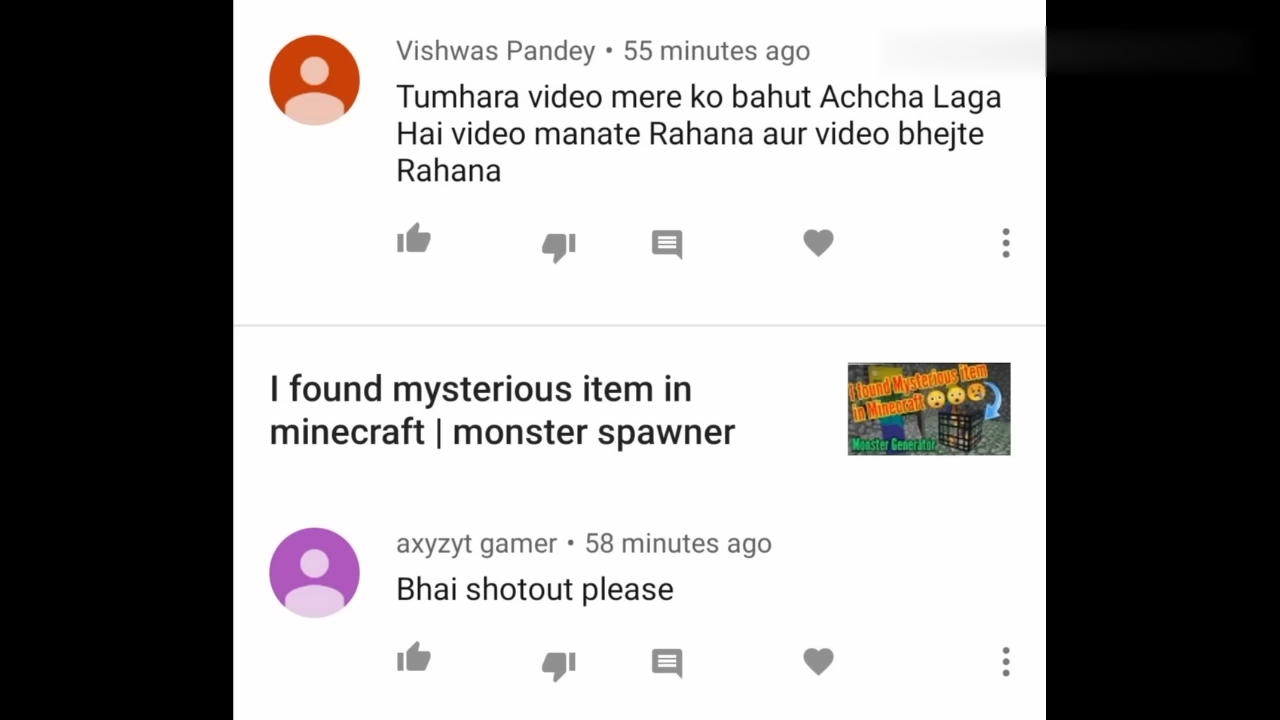 Vishwas Pandey • 55 minutes ago
Tumhara video mere ko bahut Achcha Laga
Hai video manate Rahana aur video bhejte
Rahana
I found mysterious item in
minecraft | monster spawner
I found Mysterious item
in Minecraft
Monster Generator
axyzyt gamer • 58 minutes ago
Bhai shotout please